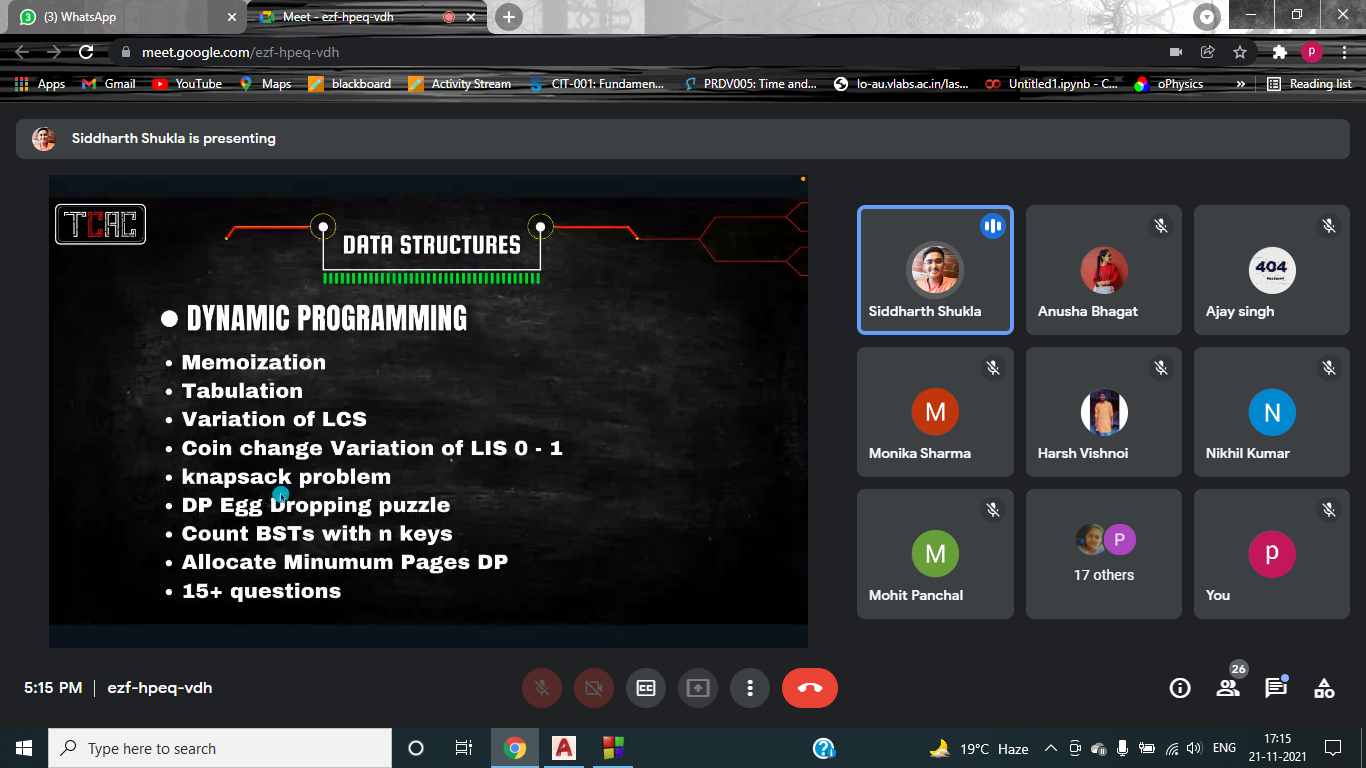 (3) WhatsApp
Meet - ezf-hpeq-vdh
meet.google.com/ezf-hpeq-vdh
P
Apps
Gmail
YouTube
Maps
blackboard
Activity Stream
CIT-001: Fundamen...
PRDV005: Time and...
lo-au.vlabs.ac.in/las...
Untitled1.ipynb - C...
oPhysics
»
Reading list
Siddharth Shukla is presenting
TCAC
DATA STRUCTURES
DYNAMIC PROGRAMMING
• Memoization
• Tabulation
• Variation of LCS
• Coin change Variation of LIS 0 - 1
• knapsack problem
• DP Egg Dropping puzzle
• Count BSTs with n keys
• Allocate Minumum Pages DP
• 15+ questions
Siddharth Shukla
Anusha Bhagat
404
Ajay singh
M
Monika Sharma
Harsh Vishnoi
N
Nikhil Kumar
M
Mohit Panchal
P
17 others
p
You
5:15 PM | ezf-hpeq-vdh
CC
26
Type here to search
A
19°C Haze
ENG
17:15
21-11-2021